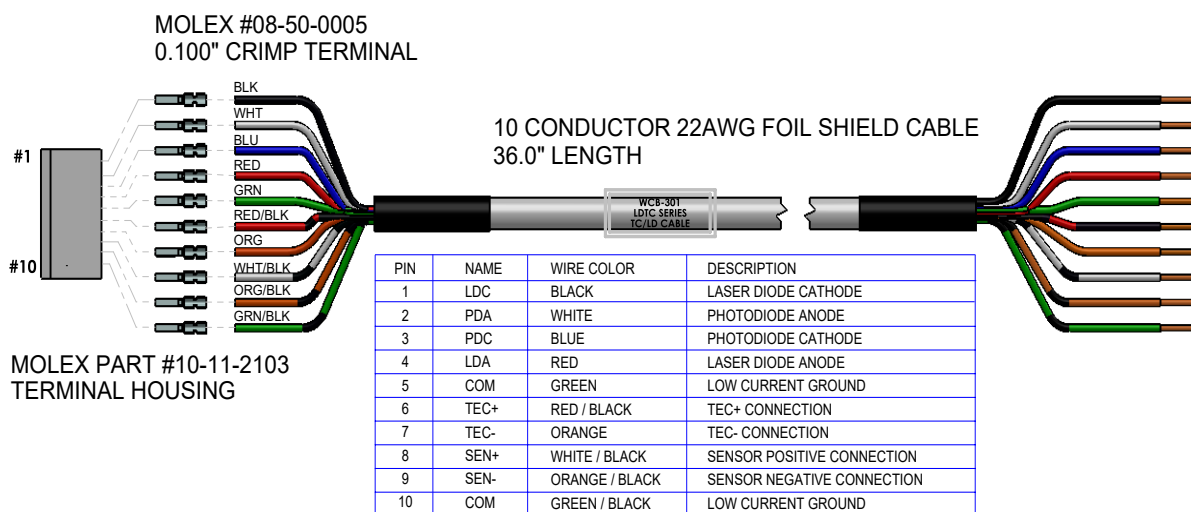 MOLEX #08-50-0005
0.100" CRIMP TERMINAL
BLK
WHT
BLU
RED
GRN
RED/BLK
ORG
WHT/BLK
ORG/BLK
GRN/BLK
#1
#10
MOLEX PART #10-11-2103
TERMINAL HOUSING
10 CONDUCTOR 22AWG FOIL SHIELD CABLE
36.0" LENGTH
WCB-301
LDTC SERIES
TC/LD CABLE
PIN NAME WIRE COLOR DESCRIPTION
1 LDC BLACK LASER DIODE CATHODE
2 PDA WHITE PHOTODIODE ANODE
3 PDC BLUE PHOTODIODE CATHODE
4 LDA RED LASER DIODE ANODE
5 COM GREEN LOW CURRENT GROUND
6 TEC+ RED / BLACK TEC+ CONNECTION
7 TEC- ORANGE TEC- CONNECTION
8 SEN+ WHITE / BLACK SENSOR POSITIVE CONNECTION
9 SEN- ORANGE / BLACK SENSOR NEGATIVE CONNECTION
10 COM GREEN / BLACK LOW CURRENT GROUND